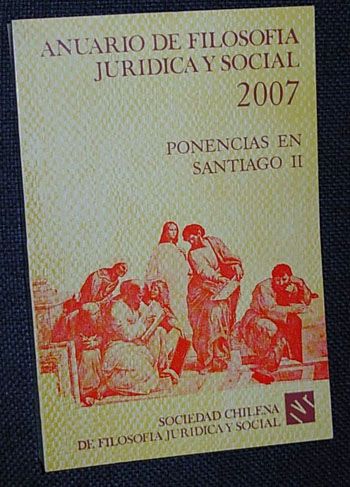 ANUARIO DE FILOSOFIA
JURIDICA Y SOCIAL
2007
PONENCIAS EN
SANTIAGO II
SOCIEDAD CHILENA
DE FILOSOFIA JURIDICA Y SOCIAL